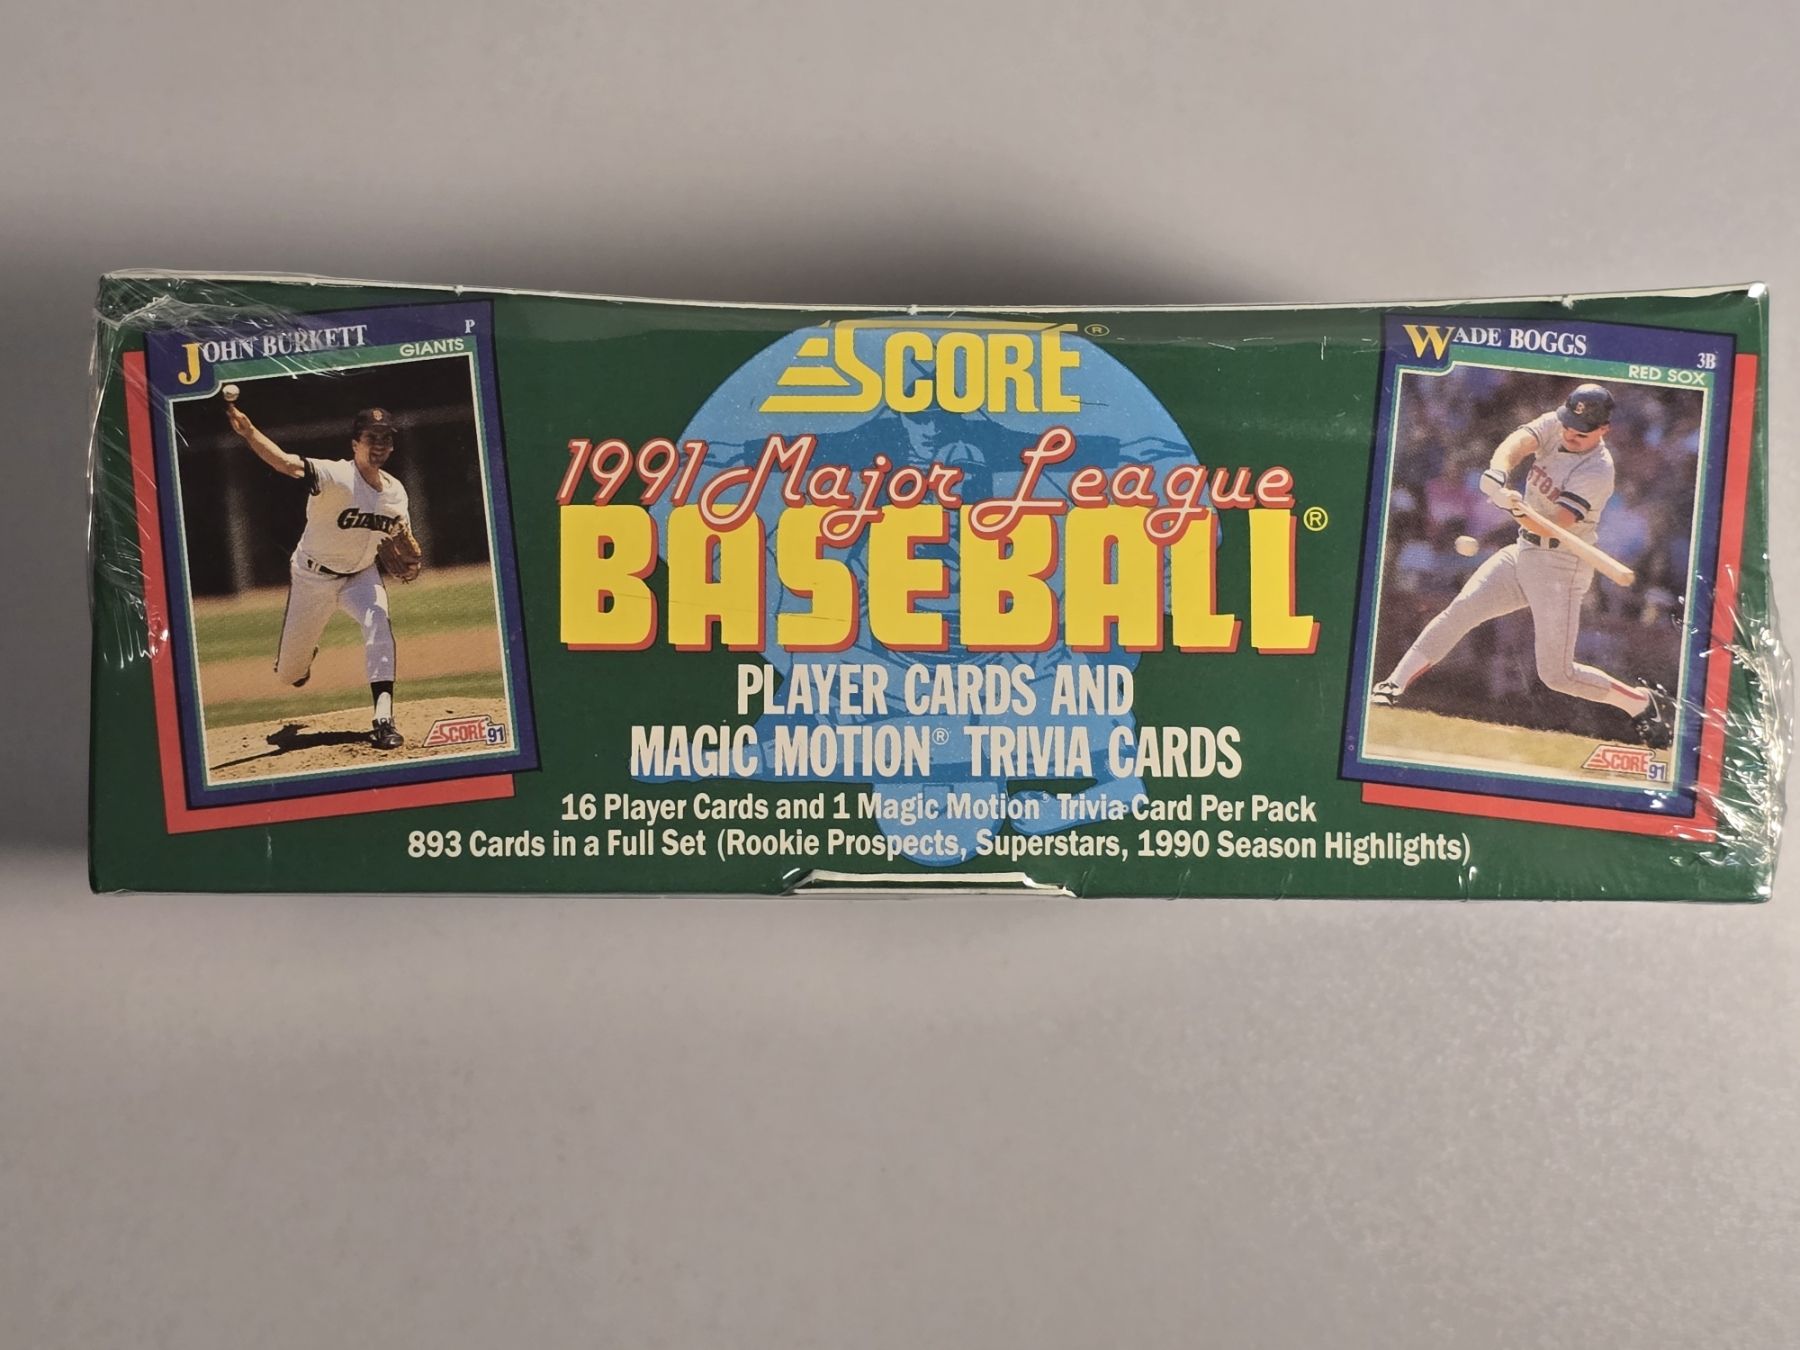 JOHN BURKETT P
GIANTS
GIANTS
SCORE 91
SCORE®
1991 Major League
BASEBALL®
PLAYER CARDS AND
MAGIC MOTION® TRIVIA CARDS
16 Player Cards and 1 Magic Motion® Trivia Card Per Pack
893 Cards in a Full Set (Rookie Prospects, Superstars, 1990 Season Highlights)
WADE BOGGS 3B
RED SOX
SCORE 91